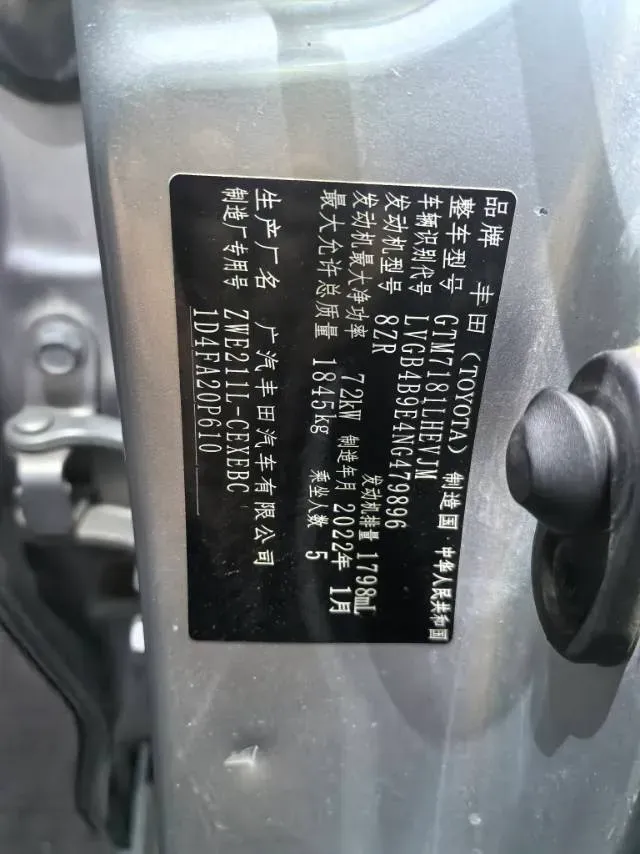 品牌 丰田 (TOYOTA) 制造国 中华人民共和国
整车型号 GTM7181LHEVJM
车辆识别代号 LVGB4B9E4NG479896
发动机型号 8ZR 发动机排量 1798mL
发动机最大净功率 72kW 制造年月 2022年 1月
最大允许总质量 1845kg 乘坐人数 5
生产厂名 广汽丰田汽车有限公司
制造厂专用号 ZWE211L-CEXEBC
1D4FA20P610